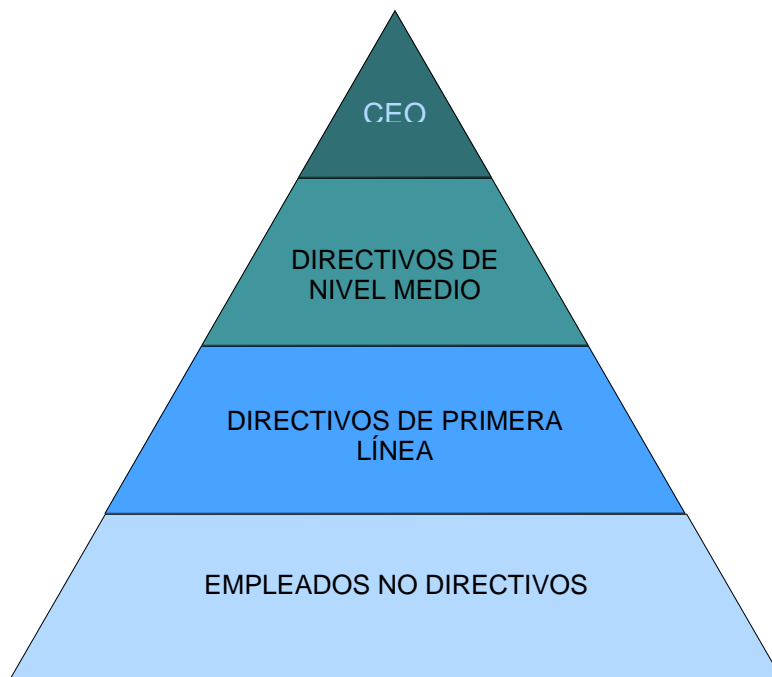 CEO
DIRECTIVOS DE
NIVEL MEDIO
DIRECTIVOS DE PRIMERA
LÍNEA
EMPLEADOS NO DIRECTIVOS